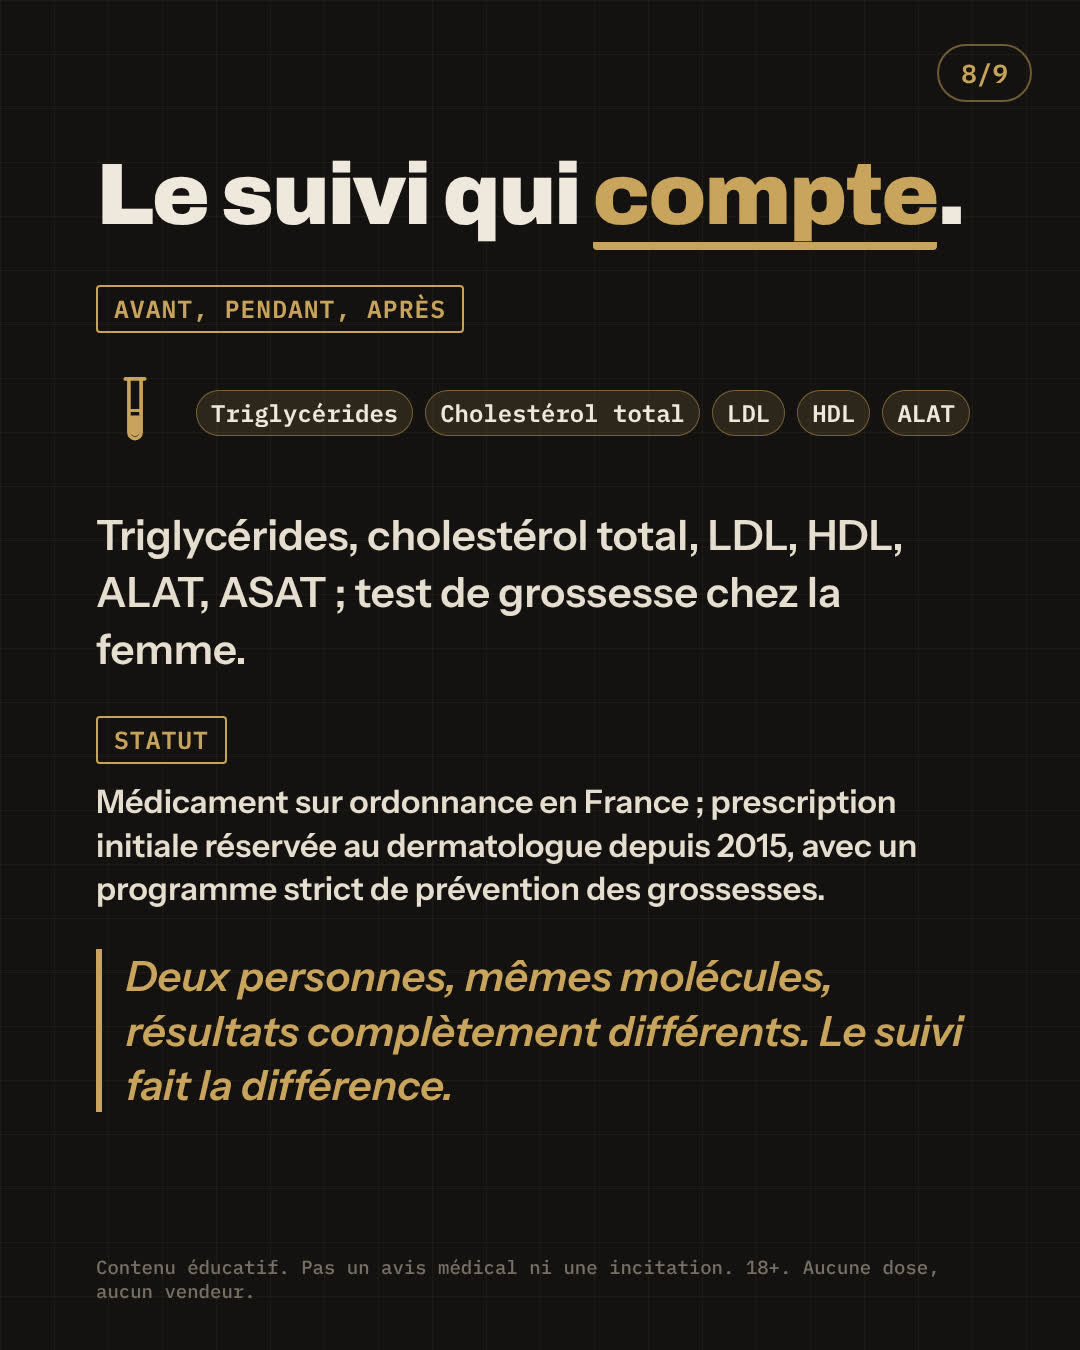 8/9
Le suivi qui compte.
AVANT, PENDANT, APRÈS
Triglycérides Cholestérol total LDL HDL ALAT
Triglycérides, cholestérol total, LDL, HDL,
ALAT, ASAT ; test de grossesse chez la
femme.
STATUT
Médicament sur ordonnance en France ; prescription
initiale réservée au dermatologue depuis 2015, avec un
programme strict de prévention des grossesses.
Deux personnes, mêmes molécules,
résultats complètement différents. Le suivi
fait la différence.
Contenu éducatif. Pas un avis médical ni une incitation. 18+. Aucune dose,
aucun vendeur.